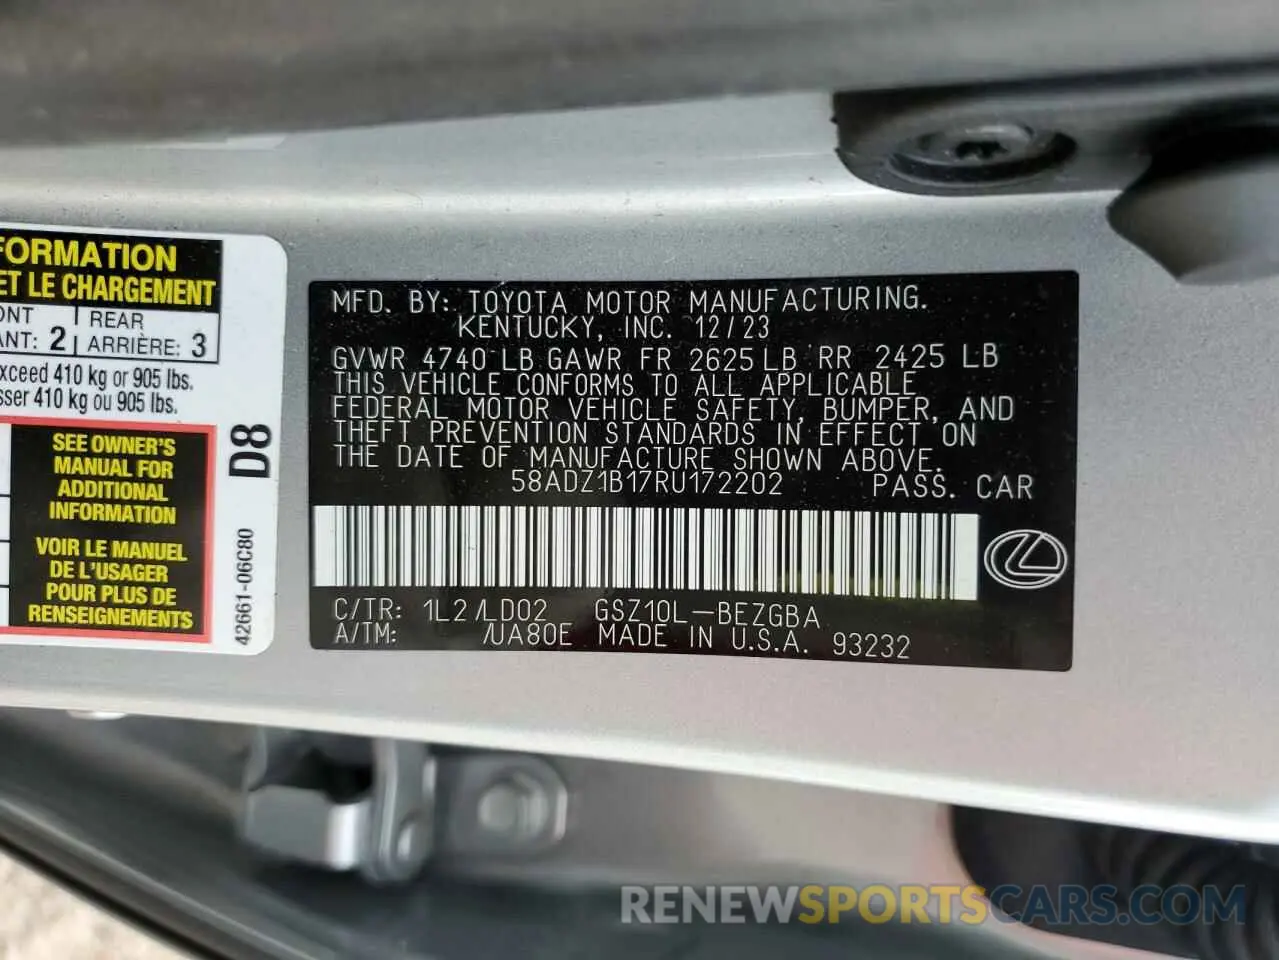 FORMATION
ET LE CHARGEMENT
REAR
ANT: 2 ARRIÈRE: 3
xceed 410 kg or 905 lbs.
sser 410 kg ou 905 lbs.
SEE OWNER'S
MANUAL FOR
ADDITIONAL
INFORMATION
VOIR LE MANUEL
DE L'USAGER
POUR PLUS DE
RENSEIGNEMENTS
D8
42661-06C80
MFD. BY: TOYOTA MOTOR MANUFACTURING.
KENTUCKY, INC. 12/23
GVWR 4740 LB GAWR FR 2625 LB RR 2425 LB
THIS VEHICLE CONFORMS TO ALL APPLICABLE
FEDERAL MOTOR VEHICLE SAFETY, BUMPER, AND
THEFT PREVENTION STANDARDS IN EFFECT ON
THE DATE OF MANUFACTURE SHOWN ABOVE.
58ADZ1B17RU172202 PASS. CAR
C/TR: 1L2/LD02 GSZ10L-BEZGBA
A/TM: /UA80E MADE IN U.S.A. 93232
RENEWSPORTSCARS.COM